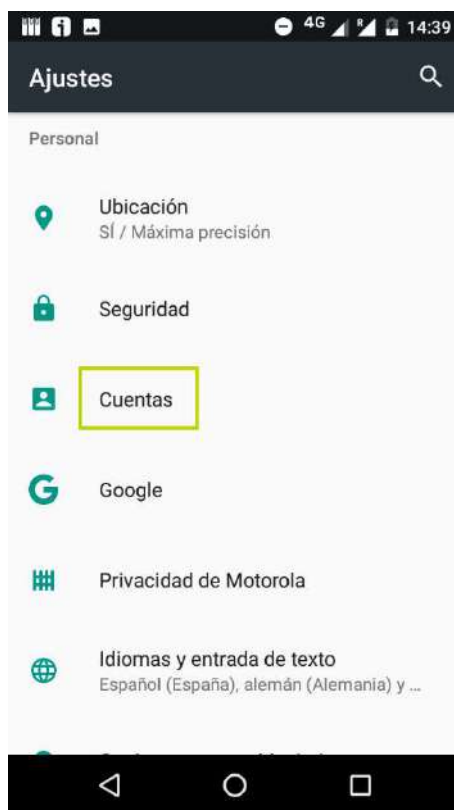 4G R 14:39
Ajustes
Personal
Ubicación
SÍ / Máxima precisión
Seguridad
Cuentas
Google
Privacidad de Motorola
Idiomas y entrada de texto
Español (España), alemán (Alemania) y ...